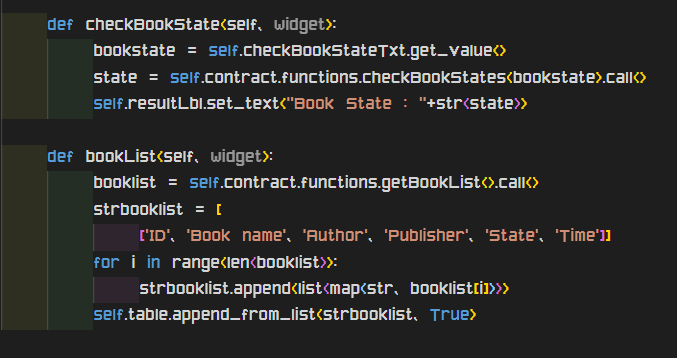 def checkBookState(self, widget):
    bookstate = self.checkBookStateTxt.get_value()
    state = self.contract.functions.checkBookStates(bookstate).call()
    self.resultLbl.set_text("Book State : "+str(state))
def bookList(self, widget):
    booklist = self.contract.functions.getBookList().call()
    strbooklist = [
        ['ID', 'Book name', 'Author', 'Publisher', 'State', 'Time']]
    for i in range(len(booklist)):
        strbooklist.append(list(map(str, booklist[i])))
    self.table.append_from_list(strbooklist, True)